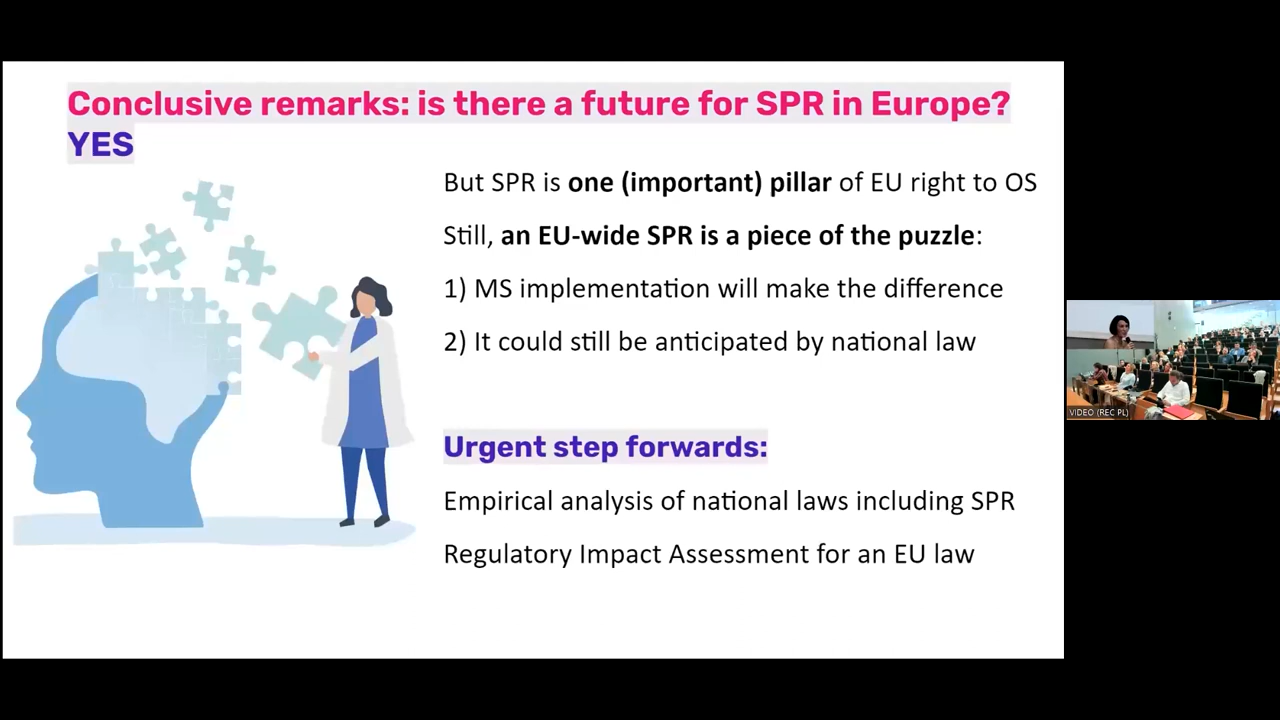 Conclusive remarks: is there a future for SPR in Europe?
YES
But SPR is one (important) pillar of EU right to OS
Still, an EU-wide SPR is a piece of the puzzle:
1) MS implementation will make the difference
2) It could still be anticipated by national law
Urgent step forwards:
Empirical analysis of national laws including SPR
Regulatory Impact Assessment for an EU law
VIDEO (REC PL)